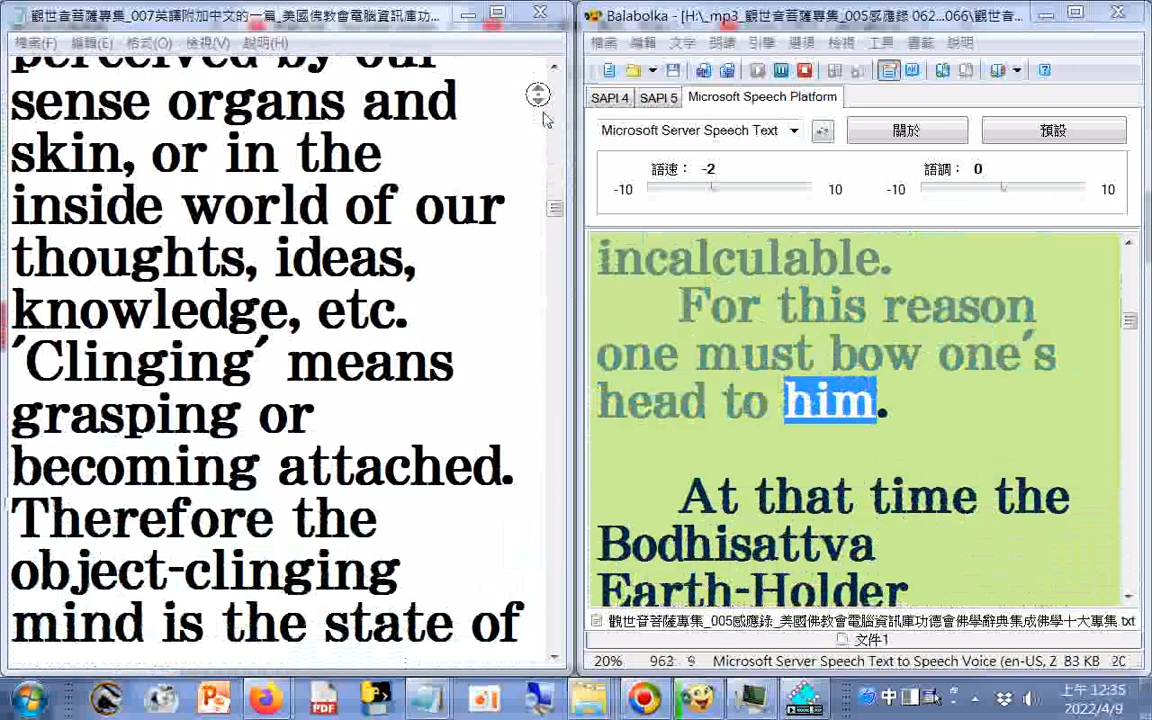 觀世音菩薩專集_007英譯附加中文的一篇_美國佛教會電腦資訊庫功...
檔案(F) 編輯(E) 格式(O) 檢視(V) 說明(H)
perceived by our
sense organs and
skin, or in the
inside world of our
thoughts, ideas,
knowledge, etc.
'Clinging' means
grasping or
becoming attached.
Therefore the
object-clinging
mind is the state of
Balabolka - [H:\_mp3_觀世音菩薩專集_005感應錄 062...066\觀世音...
檔案 編輯 文字 朗讀 引擎 選項 檢視 工具 書籤 說明
SAPI 4 SAPI 5 Microsoft Speech Platform
Microsoft Server Speech Text 關於 預設
語速： -2 語調： 0
-10 10 -10 10
incalculable.
For this reason
one must bow one's
head to him.
At that time the
Bodhisattva
Earth-Holder
觀世音菩薩專集_005感應錄_美國佛教會電腦資訊庫功德會佛學辭典集成佛學十大專集 txt
文件1
20% Microsoft Server Speech Text to Speech Voice (en-US, Z 83 KB
中 上午 12:35
2022/4/9